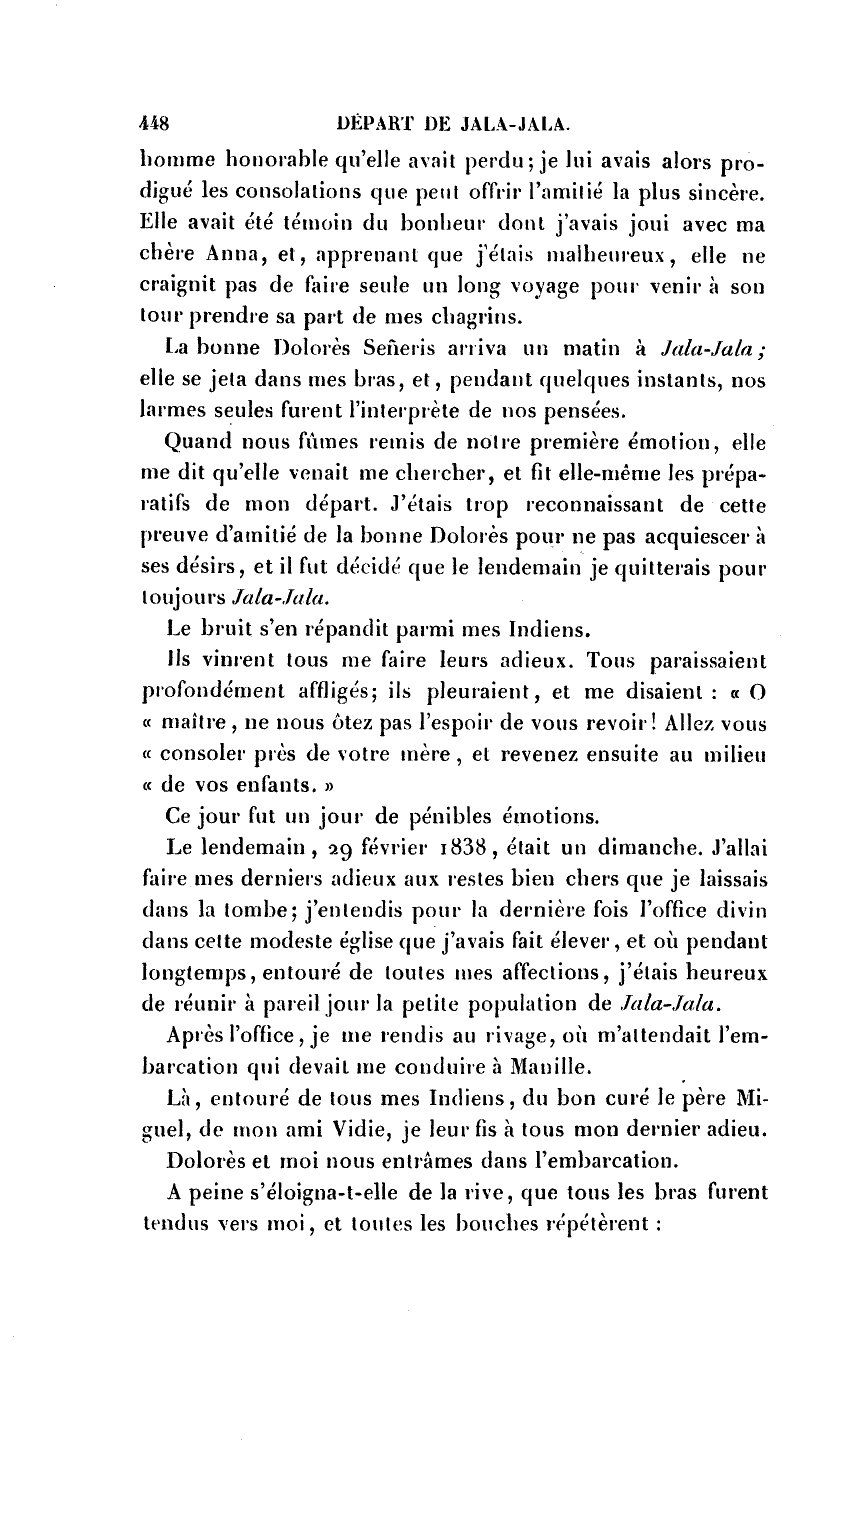 448 DÉPART DE JALA-JALA.
homme honorable qu'elle avait perdu; je lui avais alors pro-
digué les consolations que peut offrir l'amitié la plus sincère.
Elle avait été témoin du bonheur dont j'avais joui avec ma
chère Anna, et, apprenant que j'étais malheureux, elle ne
craignit pas de faire seule un long voyage pour venir à son
tour prendre sa part de mes chagrins.
La bonne Dolorès Señeris arriva un matin à Jala-Jala;
elle se jeta dans mes bras, et, pendant quelques instants, nos
larmes seules furent l'interprète de nos pensées.
Quand nous fûmes remis de notre première émotion, elle
me dit qu'elle venait me chercher, et fit elle-même les prépa-
ratifs de mon départ. J'étais trop reconnaissant de cette
preuve d'amitié de la bonne Dolorès pour ne pas acquiescer à
ses désirs, et il fut décidé que le lendemain je quitterais pour
toujours Jala-Jala.
Le bruit s'en répandit parmi mes Indiens.
Ils vinrent tous me faire leurs adieux. Tous paraissaient
profondément affligés; ils pleuraient, et me disaient : « O
« maître, ne nous ôtez pas l'espoir de vous revoir! Allez vous
« consoler près de votre mère, et revenez ensuite au milieu
« de vos enfants. »
Ce jour fut un jour de pénibles émotions.
Le lendemain, 29 février 1838, était un dimanche. J'allai
faire mes derniers adieux aux restes bien chers que je laissais
dans la tombe; j'entendis pour la dernière fois l'office divin
dans cette modeste église que j'avais fait élever, et où pendant
longtemps, entouré de toutes mes affections, j'étais heureux
de réunir à pareil jour la petite population de Jala-Jala.
Après l'office, je me rendis au rivage, où m'attendait l'em-
barcation qui devait me conduire à Manille.
Là, entouré de tous mes Indiens, du bon curé le père Mi-
guel, de mon ami Vidie, je leur fis à tous mon dernier adieu.
Dolorès et moi nous entrâmes dans l'embarcation.
A peine s'éloigna-t-elle de la rive, que tous les bras furent
tendus vers moi, et toutes les bouches répétèrent :